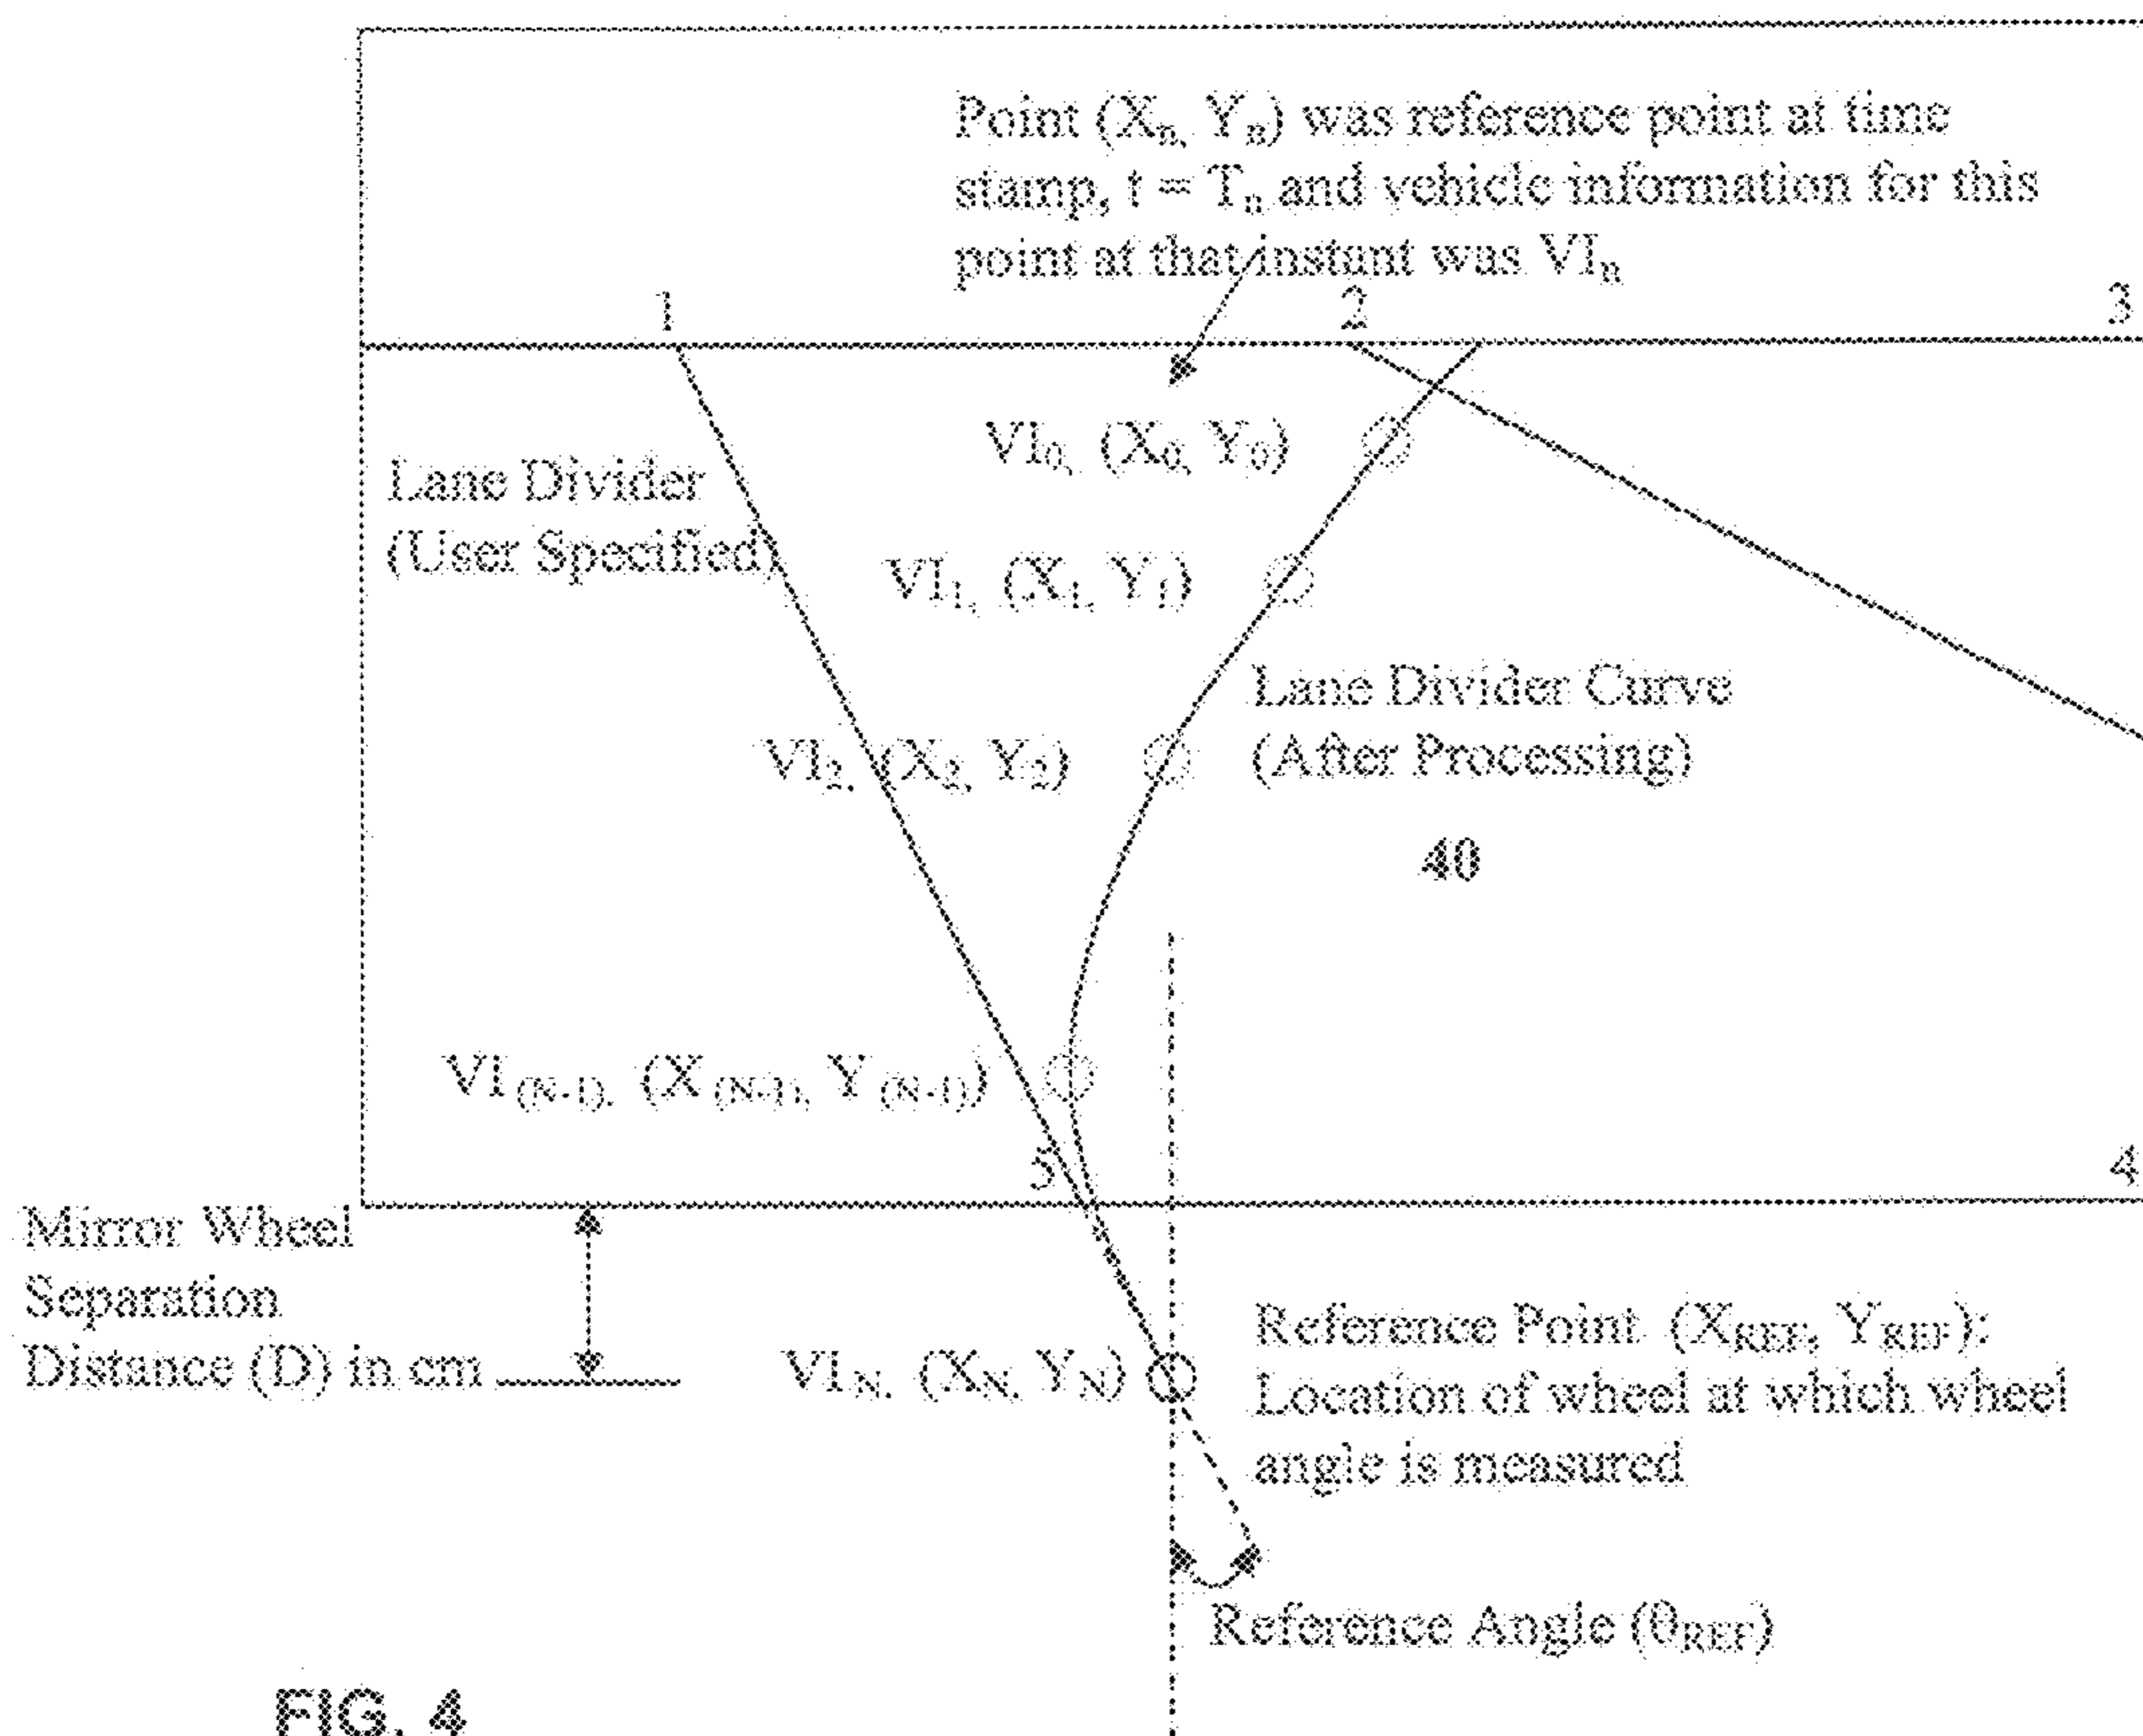 Point (Xn, Yn) was reference point at time
stamp, t = Tn and vehicle information for this
point at that instant was VIn
1
2
3
VI0, (X0, Y0)
Lane Divider
(User Specified)
VI1, (X1, Y1)
Lane Divider Curve
(After Processing)
VI2, (X2, Y2)
40
VI(N-1), (X(N-1), Y(N-1))
5
4
Mirror Wheel
Separation
Distance (D) in cm
VIN, (XN, YN)
Reference Point (XREF, YREF):
Location of wheel at which wheel
angle is measured
Reference Angle (θREF)
FIG. 4